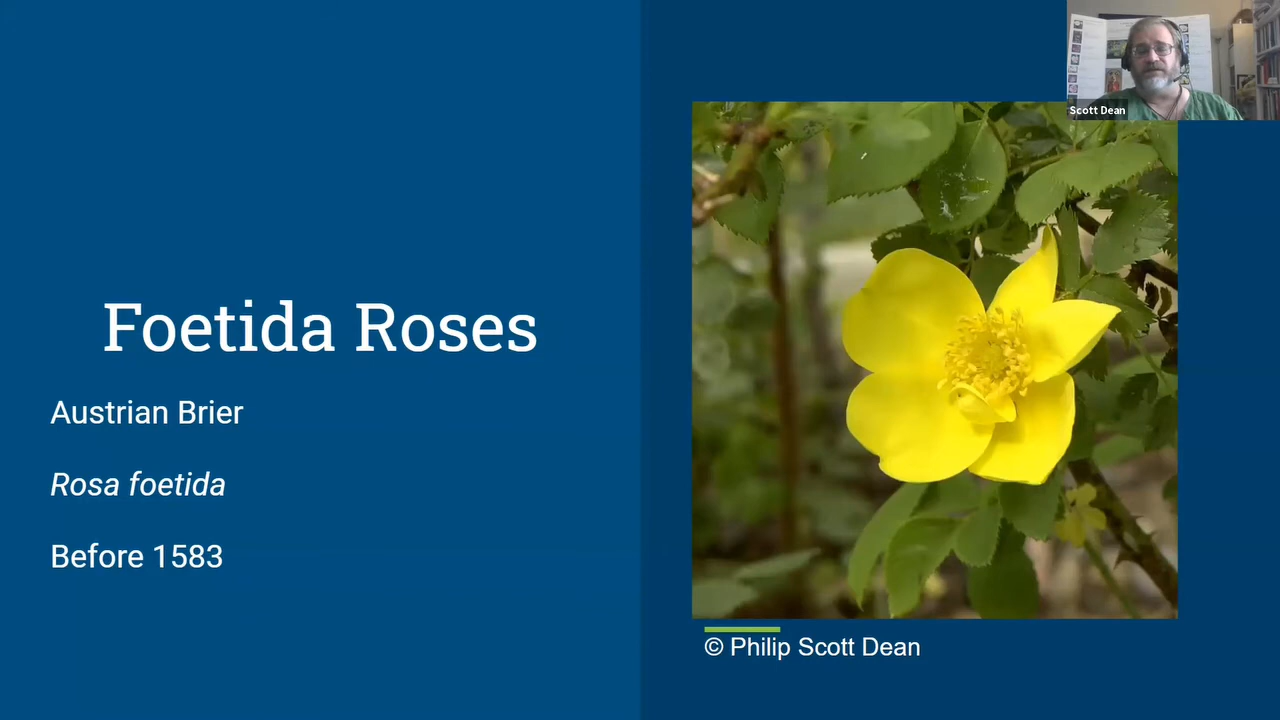 Scott Dean
Foetida Roses
Austrian Brier
Rosa foetida
Before 1583
© Philip Scott Dean